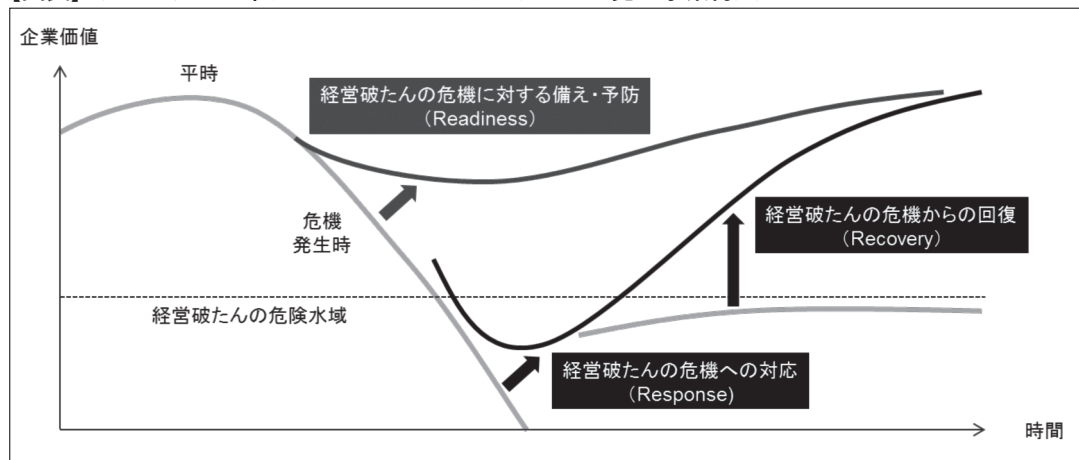 企業価値
平時
経営破たんの危機に対する備え・予防
（Readiness）
危機
発生時
経営破たんの危機からの回復
（Recovery）
経営破たんの危険水域
経営破たんの危機への対応
（Response）
時間